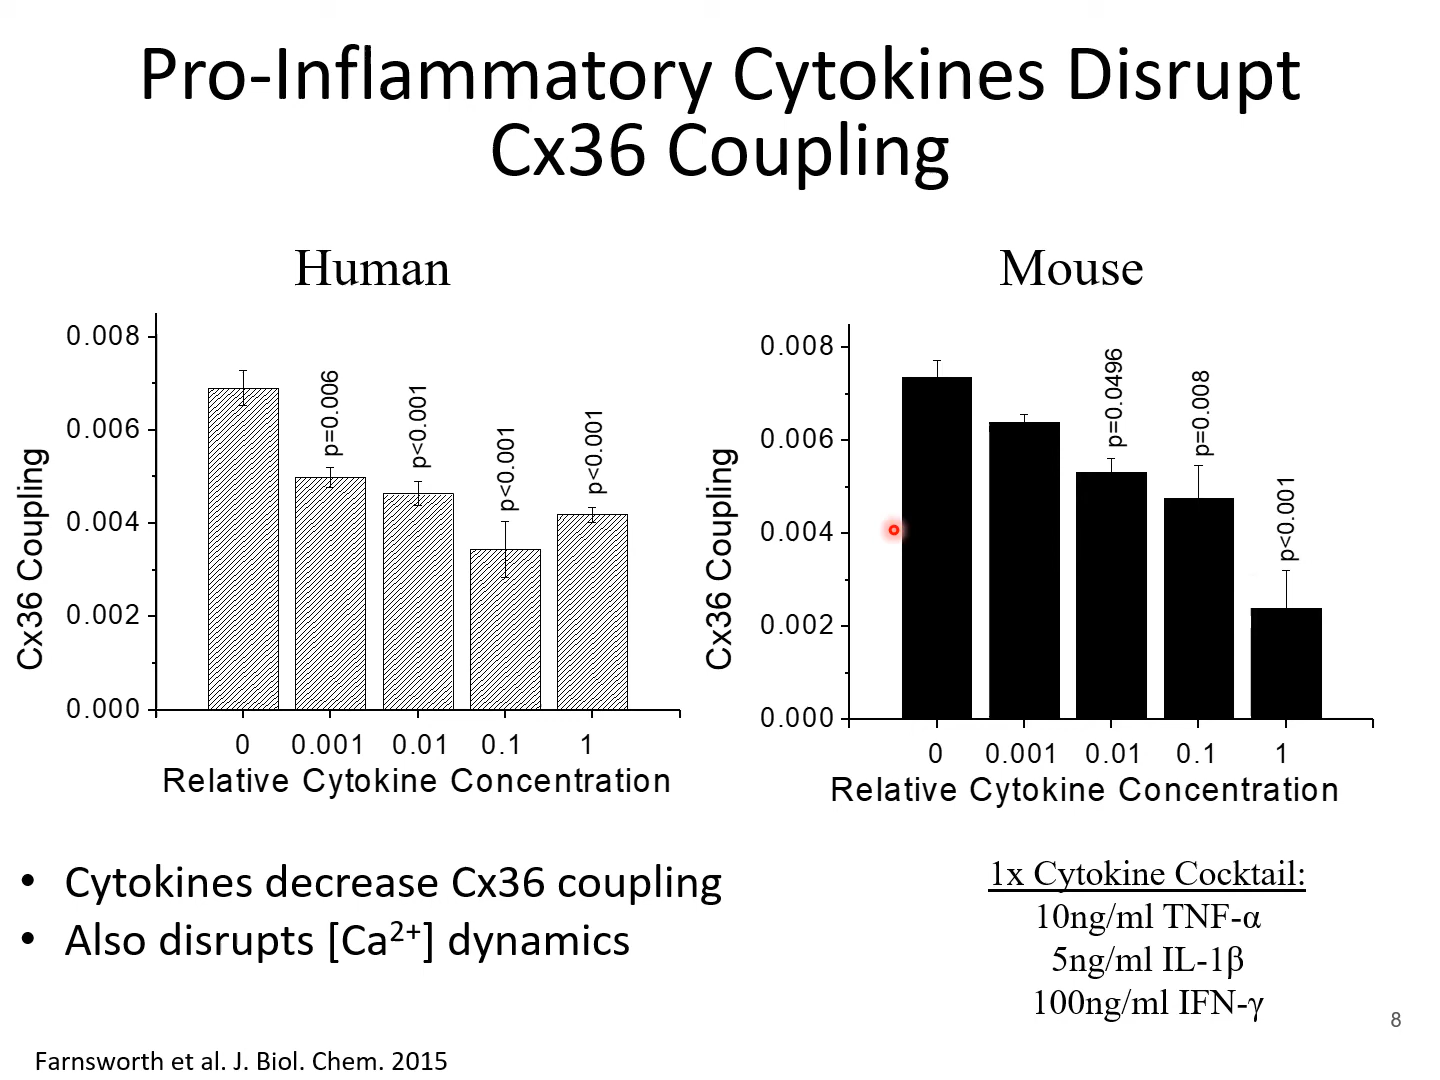 Pro-Inflammatory Cytokines Disrupt
Cx36 Coupling
Human
0.008
0.006
0.004
0.002
0.000
Cx36 Coupling
p=0.006
p<0.001
p<0.001
p<0.001
0 0.001 0.01 0.1 1
Relative Cytokine Concentration
Mouse
0.008
0.006
0.004
0.002
0.000
Cx36 Coupling
p=0.0496
p=0.008
p<0.001
0 0.001 0.01 0.1 1
Relative Cytokine Concentration
• Cytokines decrease Cx36 coupling
• Also disrupts [Ca²⁺] dynamics
1x Cytokine Cocktail:
10ng/ml TNF-α
5ng/ml IL-1β
100ng/ml IFN-γ
8
Farnsworth et al. J. Biol. Chem. 2015